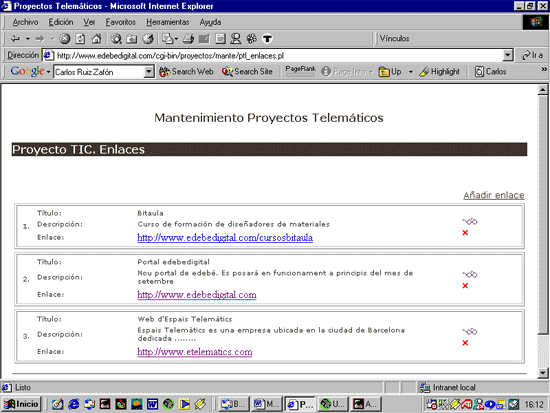 Proyectos Telemáticos - Microsoft Internet Explorer
Archivo Edición Ver Favoritos Herramientas Ayuda
Vínculos
Dirección http://www.edebedigital.com/cgi-bin/proyectos/mante/ptl_enlaces.pl Ir a
Google Carlos Ruiz Zafón Search Web Search Site PageRank Page Info Up Highlight Carlos
Mantenimiento Proyectos Telemáticos
Proyecto TIC. Enlaces
Añadir enlace
Título: Bitaula
1. Descripción: Curso de formación de diseñadores de materiales
Enlace: http://www.edebedigital.com/cursosbitaula
Título: Portal edebedigital
2. Descripción: Nou portal de edebé. Es posará en funcionament a principis del mes de
setembre
Enlace: http://www.edebedigital.com
Título: Web d'Espais Telemàtics
3. Descripción: Espais Telemàtics es una empresa ubicada en la ciudad de Barcelona
dedicada ........
Enlace: http://www.etelematics.com
Listo Intranet local
Inicio B... M... P... U... A... 16:12